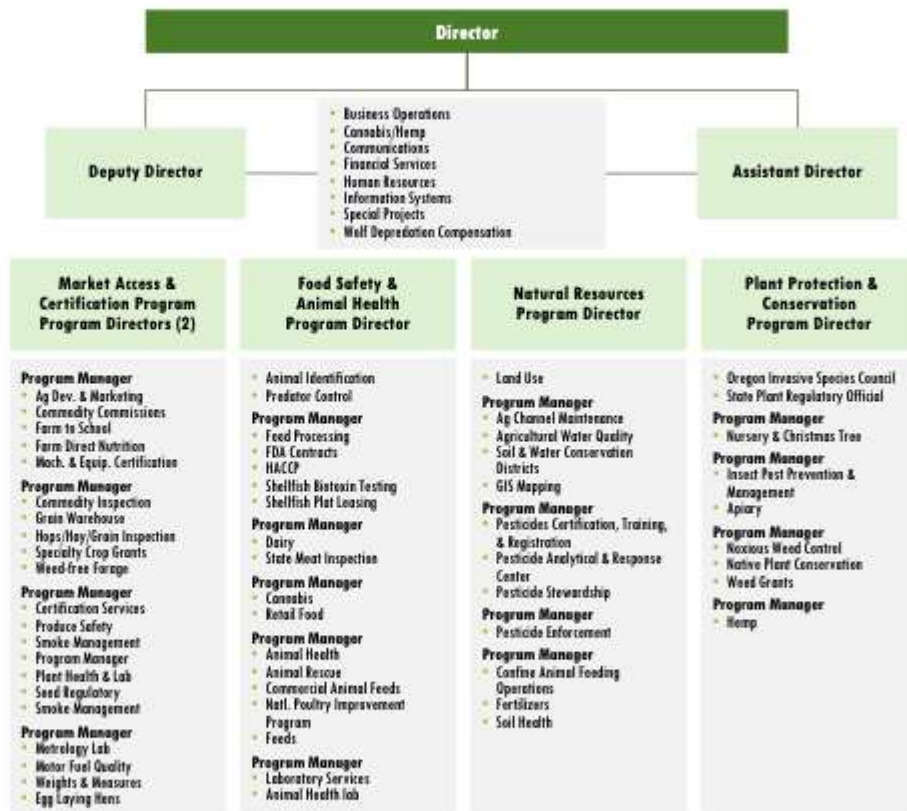 Director
Deputy Director
Business Operations
Cannabis/Hemp
Communications
Financial Services
Human Resources
Information Systems
Special Projects
Wolf Depredation Compensation
Assistant Director
Market Access &
Certification Program
Program Directors (2)
Program Manager
Ag Dev. & Marketing
Commodity Commissions
Farm to School
Farm Direct Nutrition
Mach. & Equip. Certification
Program Manager
Commodity Inspection
Grain Warehouse
Hops/Hay/Grain Inspection
Specialty Crop Grants
Weed-free Forage
Program Manager
Certification Services
Produce Safety
Smoke Management
Program Manager
Plant Health & Lab
Seed Regulatory
Smoke Management
Program Manager
Metrology Lab
Motor Fuel Quality
Weights & Measures
Egg Laying Hens
Food Safety &
Animal Health
Program Director
Animal Identification
Predator Control
Program Manager
Food Processing
FDA Contracts
HACCP
Shellfish Biotoxin Testing
Shellfish Plat Leasing
Program Manager
Dairy
State Meat Inspection
Program Manager
Cannabis
Retail Food
Program Manager
Animal Health
Animal Rescue
Commercial Animal Feeds
Natl. Poultry Improvement
Program
Feeds
Program Manager
Laboratory Services
Animal Health lab
Natural Resources
Program Director
Land Use
Program Manager
Ag Channel Maintenance
Agricultural Water Quality
Soil & Water Conservation
Districts
GIS Mapping
Program Manager
Pesticides Certification, Training,
& Registration
Pesticide Analytical & Response
Center
Pesticide Stewardship
Program Manager
Pesticide Enforcement
Program Manager
Confine Animal Feeding
Operations
Fertilizers
Soil Health
Plant Protection &
Conservation
Program Director
Oregon Invasive Species Council
State Plant Regulatory Official
Program Manager
Nursery & Christmas Tree
Program Manager
Insect Pest Prevention &
Management
Apiary
Program Manager
Noxious Weed Control
Native Plant Conservation
Weed Grants
Program Manager
Hemp